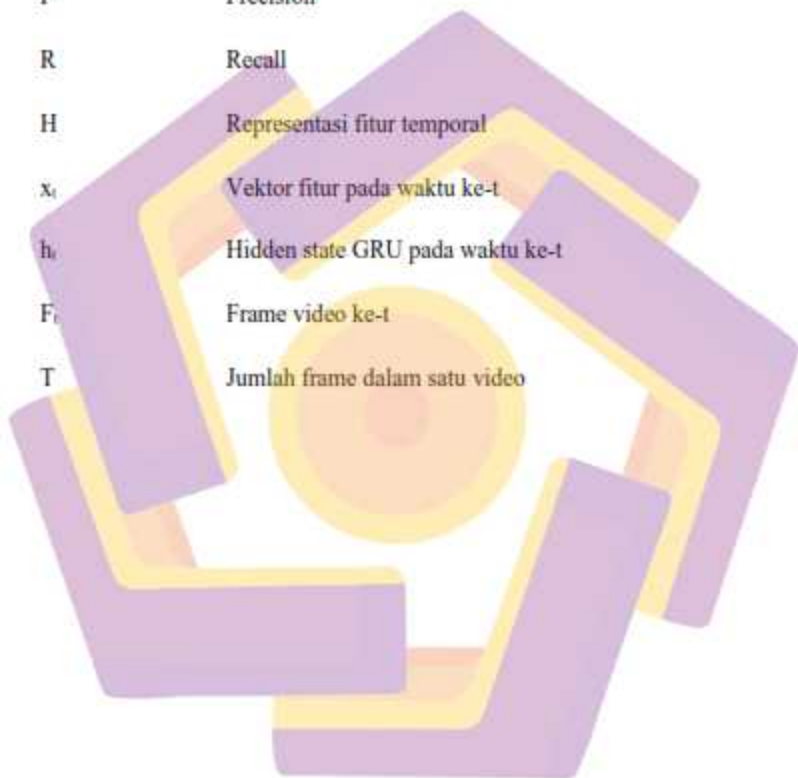 R Recall
H Representasi fitur temporal
xₜ Vektor fitur pada waktu ke-t
hₜ Hidden state GRU pada waktu ke-t
Fₜ Frame video ke-t
T Jumlah frame dalam satu video